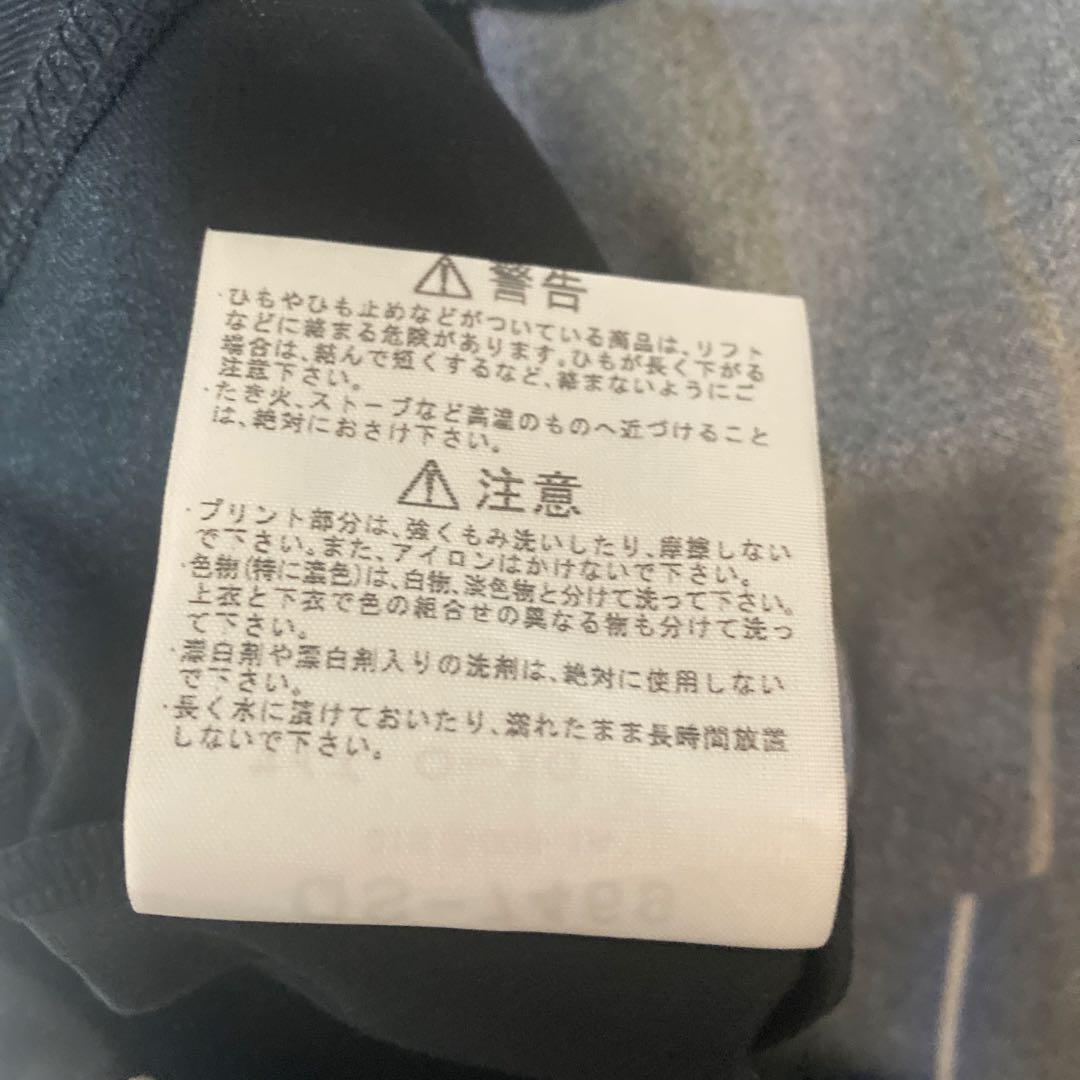 警告
・ひもやひも止めなどがついている商品は、リフト
などに絡まる危険があります。ひもが長く下がる
場合は、結んで短くするなど、絡まないようにご
注意下さい。
・たき火、ストーブなど高温のものへ近づけること
は、絶対におさけ下さい。
注意
・プリント部分は、強くもみ洗いしたり、摩擦しない
で下さい。また、アイロンはかけないで下さい。
・色物(特に濃色)は、白物、淡色物と分けて洗って下さい。
上衣と下衣で色の組合せの異なる物も分けて洗っ
て下さい。
・漂白剤や漂白剤入りの洗剤は、絶対に使用しない
で下さい。
・長く水に漬けておいたり、濡れたまま長時間放置
しないで下さい。
DS-7469